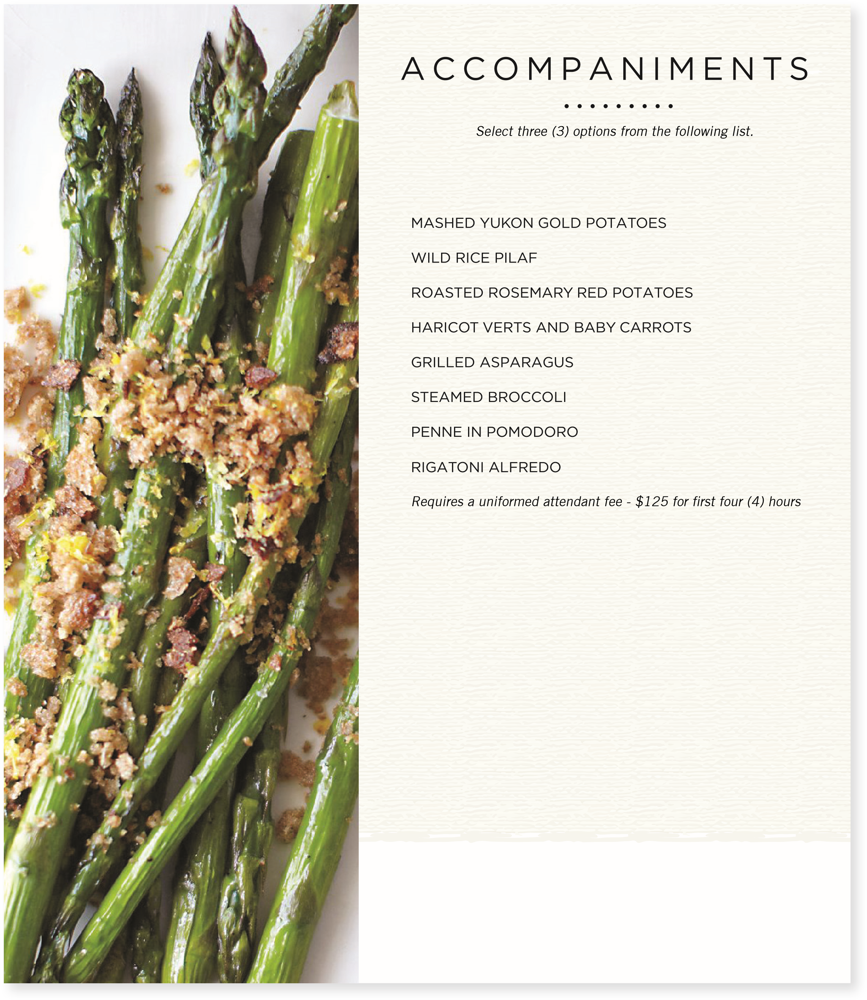 ACCOMPANIMENTS
Select three (3) options from the following list.
MASHED YUKON GOLD POTATOES
WILD RICE PILAF
ROASTED ROSEMARY RED POTATOES
HARICOT VERTS AND BABY CARROTS
GRILLED ASPARAGUS
STEAMED BROCCOLI
PENNE IN POMODORO
RIGATONI ALFREDO
Requires a uniformed attendant fee - $125 for first four (4) hours